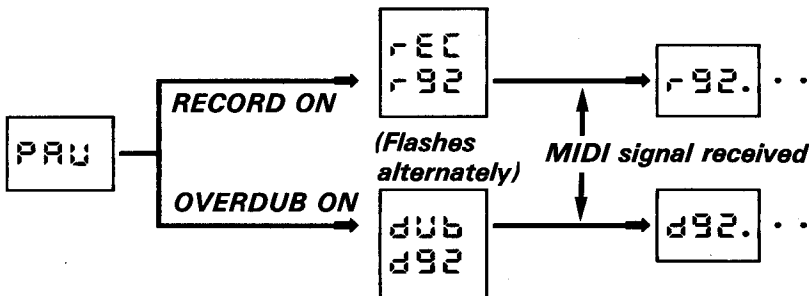 rEC
r92
r92. . .
RECORD ON
PAU
(Flashes
alternately)
MIDI signal received
OVERDUB ON
dUb
d92
d92. . .